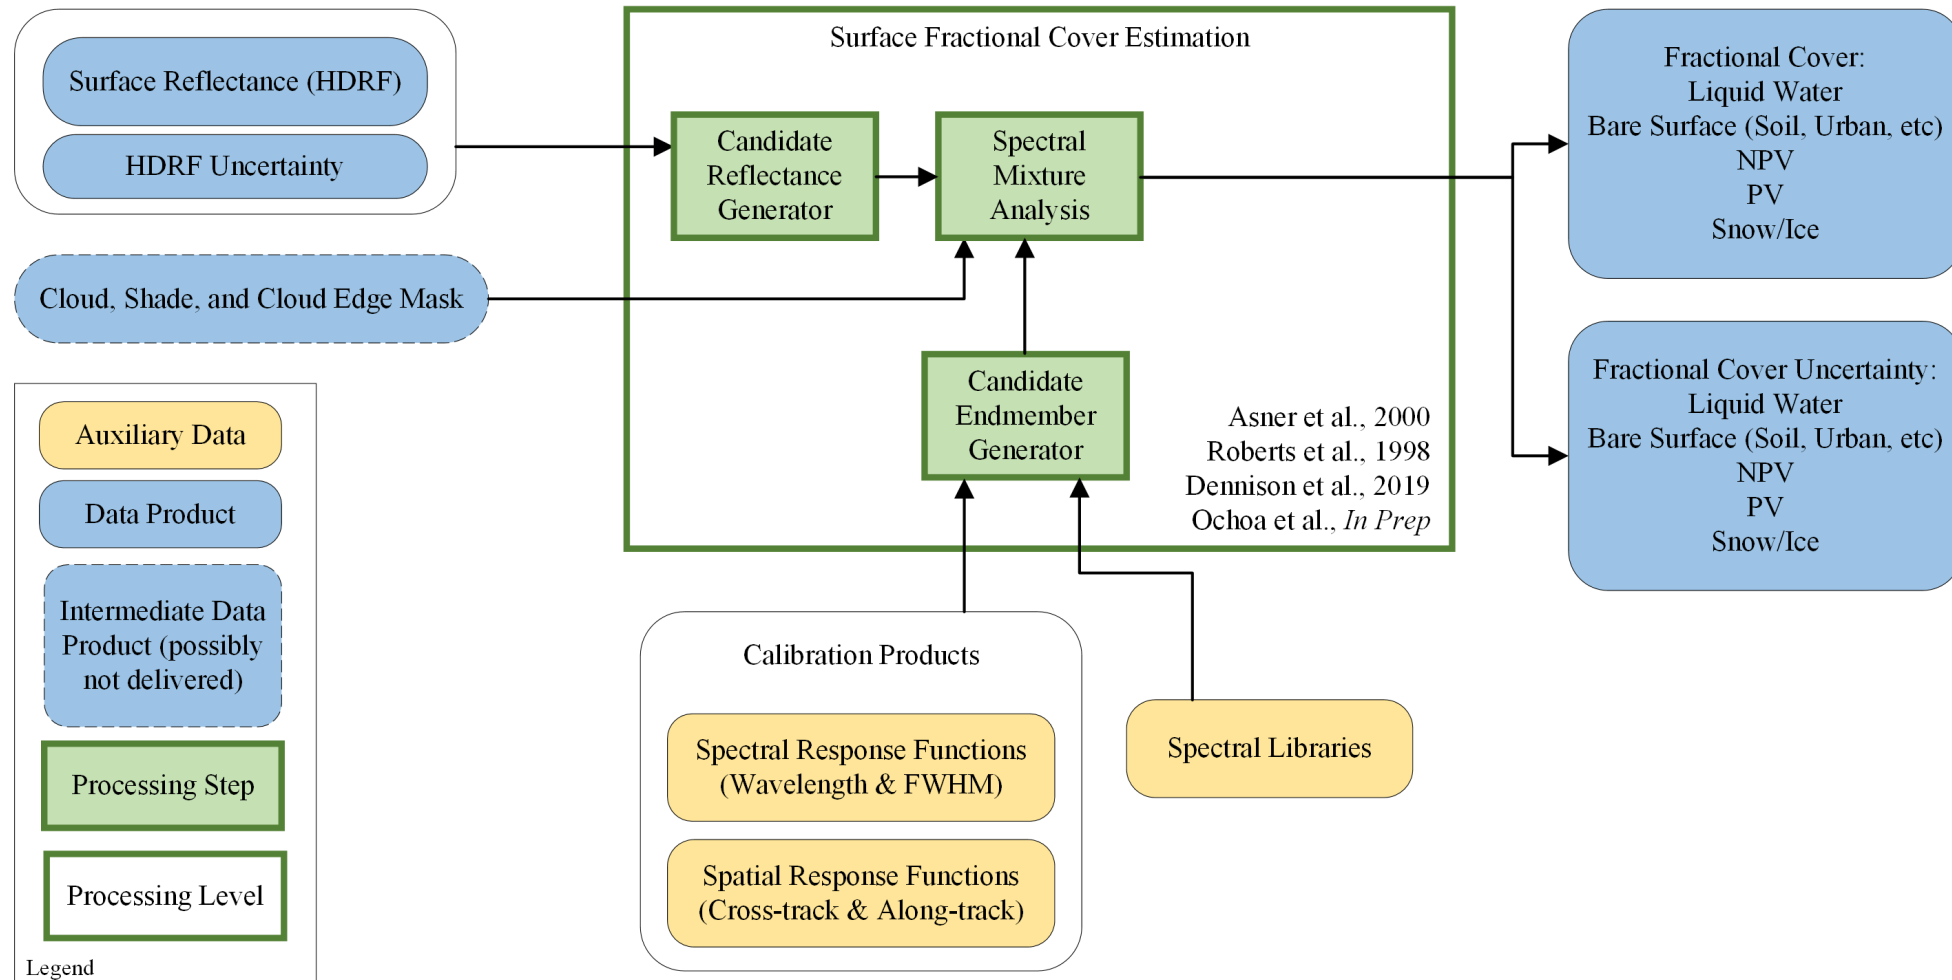 Surface Reflectance (HDRF)
HDRF Uncertainty
Cloud, Shade, and Cloud Edge Mask
Surface Fractional Cover Estimation
Candidate
Reflectance
Generator
Spectral
Mixture
Analysis
Candidate
Endmember
Generator
Asner et al., 2000
Roberts et al., 1998
Dennison et al., 2019
Ochoa et al., In Prep
Fractional Cover:
Liquid Water
Bare Surface (Soil, Urban, etc)
NPV
PV
Snow/Ice
Fractional Cover Uncertainty:
Liquid Water
Bare Surface (Soil, Urban, etc)
NPV
PV
Snow/Ice
Auxiliary Data
Data Product
Intermediate Data
Product (possibly
not delivered)
Processing Step
Processing Level
Legend
Calibration Products
Spectral Response Functions
(Wavelength & FWHM)
Spatial Response Functions
(Cross-track & Along-track)
Spectral Libraries